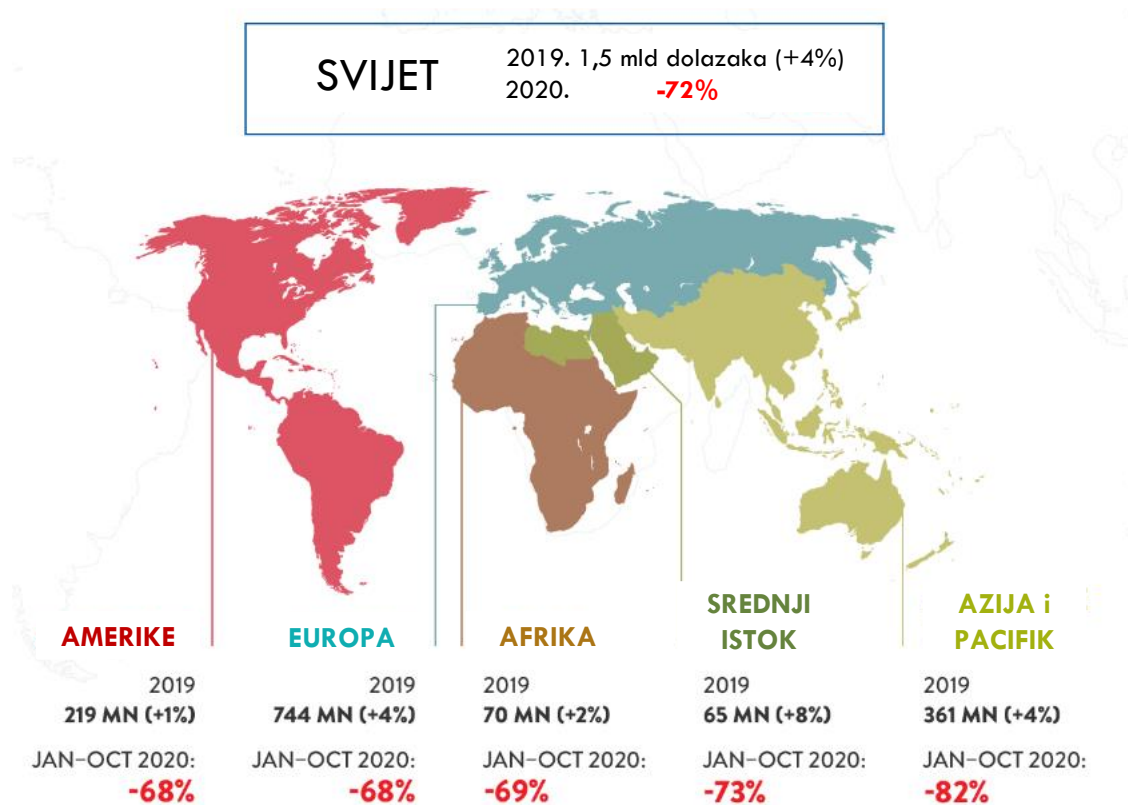 SVIJET
2019. 1,5 mld dolazaka (+4%)
2020. -72%
AMERIKE
2019
219 MN (+1%)
JAN–OCT 2020:
-68%
EUROPA
2019
744 MN (+4%)
JAN–OCT 2020:
-68%
AFRIKA
2019
70 MN (+2%)
JAN–OCT 2020:
-69%
SREDNJI
ISTOK
2019
65 MN (+8%)
JAN–OCT 2020:
-73%
AZIJA i
PACIFIK
2019
361 MN (+4%)
JAN–OCT 2020:
-82%